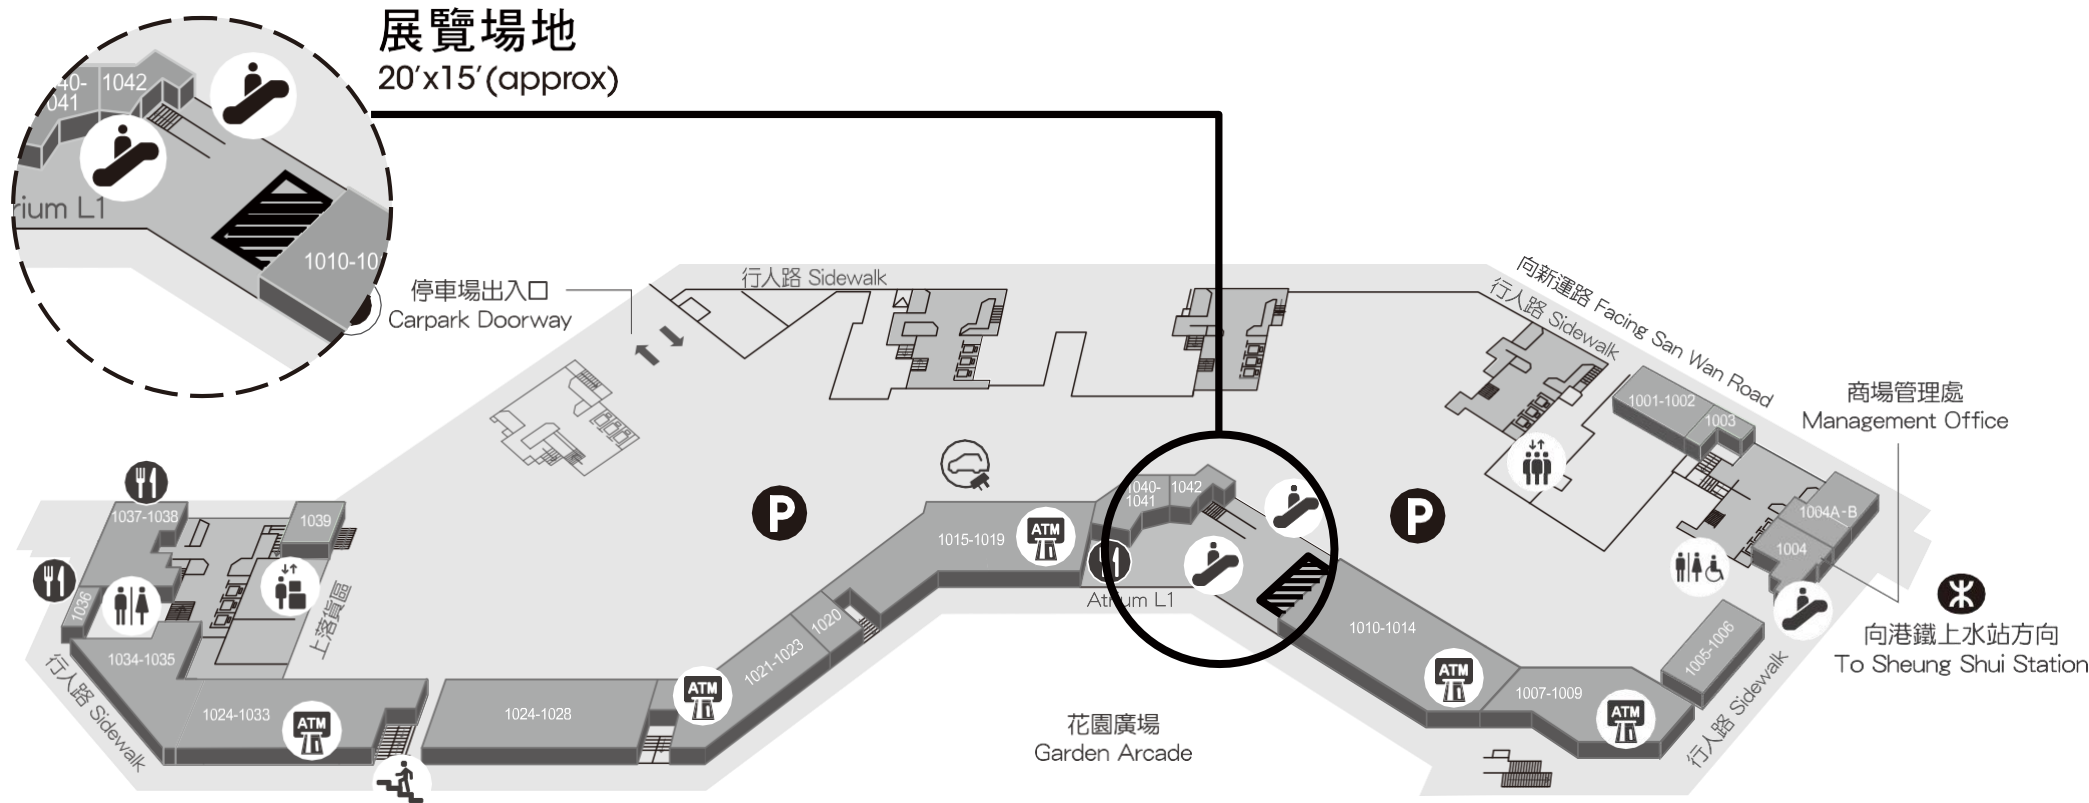 展覽場地
20'x15'(approx)
40-
041
1042
rium L1
1010-101
停車場出入口
Carpark Doorway
行人路 Sidewalk
向新運路 Facing San Wan Road
行人路 Sidewalk
1001-1002
1003
商場管理處
Management Office
1004A-B
1004
1037-1038
1039
1036
1034-1035
上落貨區
行人路 Sidewalk
1024-1033
ATM
1024-1028
ATM
1021-1023
1020
P
1015-1019
ATM
1040-
1041
1042
Atrium L1
P
1010-1014
ATM
1007-1009
ATM
1005-1006
行人路 Sidewalk
向港鐵上水站方向
To Sheung Shui Station
花園廣場
Garden Arcade